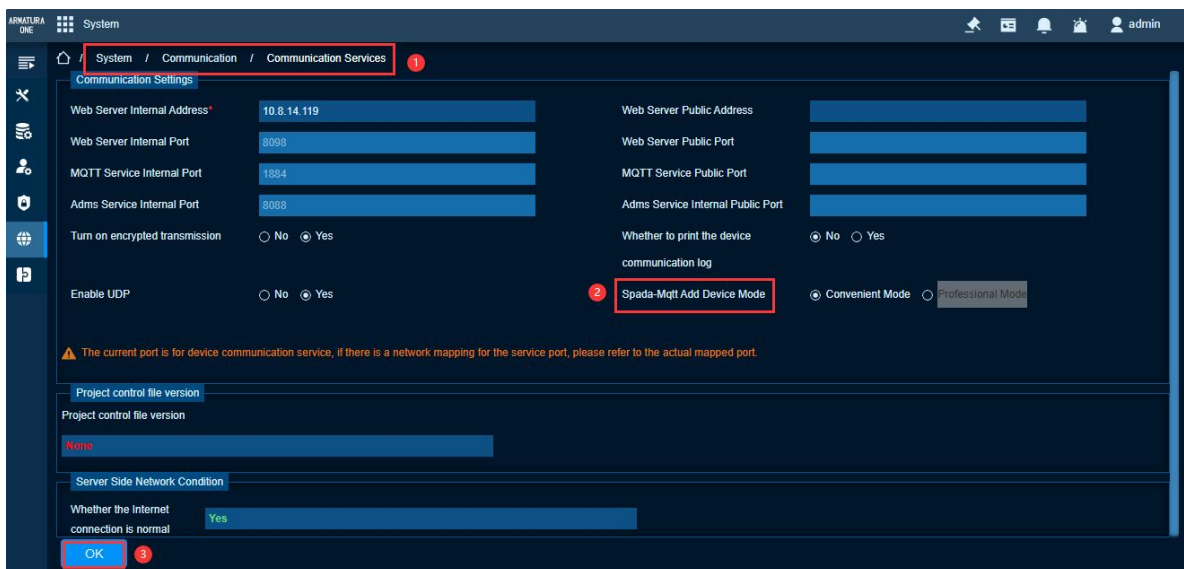 ARMATURA
ONE
System
admin
/ System / Communication / Communication Services
1
Communication Settings
Web Server Internal Address*
10.8.14.119
Web Server Public Address
Web Server Internal Port
8098
Web Server Public Port
MQTT Service Internal Port
1884
MQTT Service Public Port
Adms Service Internal Port
8088
Adms Service Internal Public Port
Turn on encrypted transmission
No Yes
Whether to print the device
communication log
No Yes
Enable UDP
No Yes
2
Spada-Mqtt Add Device Mode
Convenient Mode Professional Mode
The current port is for device communication service, if there is a network mapping for the service port, please refer to the actual mapped port.
Project control file version
Project control file version
None
Server Side Network Condition
Whether the Internet
connection is normal
Yes
OK
3